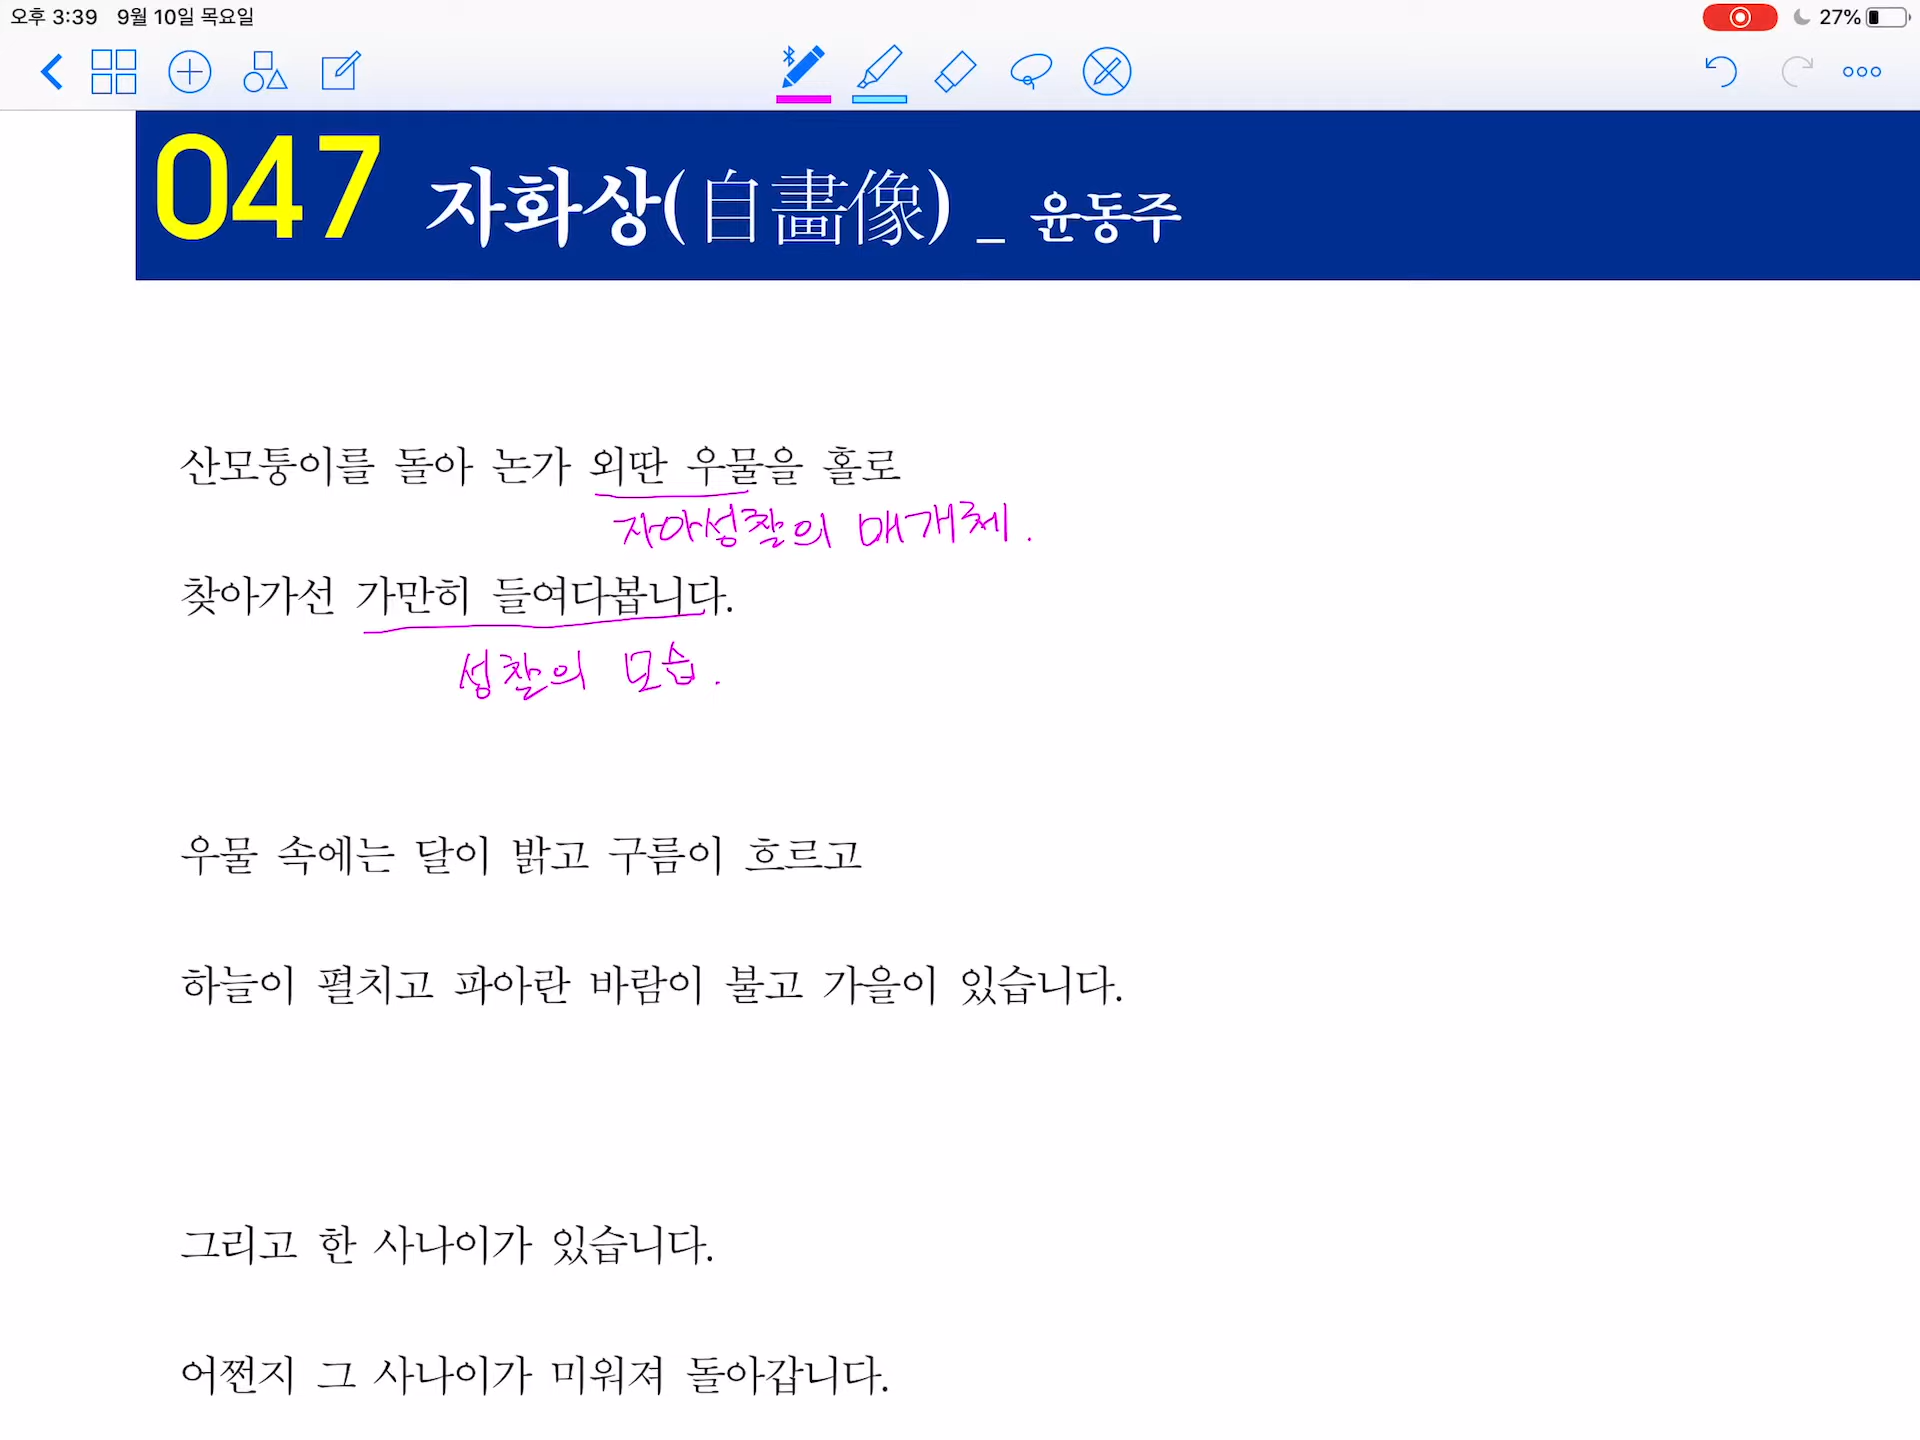 오후 3:39 9월 10일 목요일
27%
047 자화상(自畫像) _ 윤동주
산모퉁이를 돌아 논가 외딴 우물을 홀로
자아성찰의 매개체.
찾아가선 가만히 들여다봅니다.
성찰의 모습.
우물 속에는 달이 밝고 구름이 흐르고
하늘이 펼치고 파아란 바람이 불고 가을이 있습니다.
그리고 한 사나이가 있습니다.
어쩐지 그 사나이가 미워져 돌아갑니다.